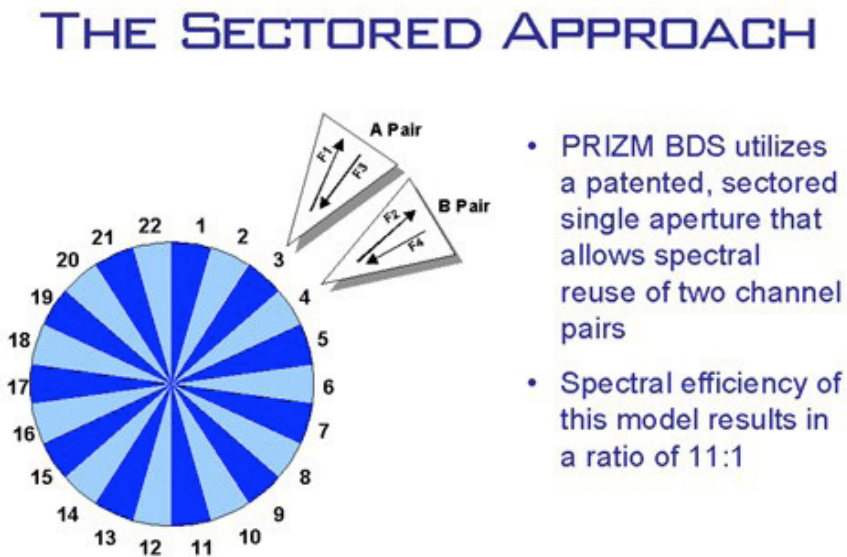 THE SECTORED APPROACH
A Pair
F1
F3
B Pair
F2
F4
22
1
21
2
20
3
19
4
18
5
17
6
16
7
15
8
14
9
13
10
12
11
• PRIZM BDS utilizes
a patented, sectored
single aperture that
allows spectral
reuse of two channel
pairs
• Spectral efficiency of
this model results in
a ratio of 11:1